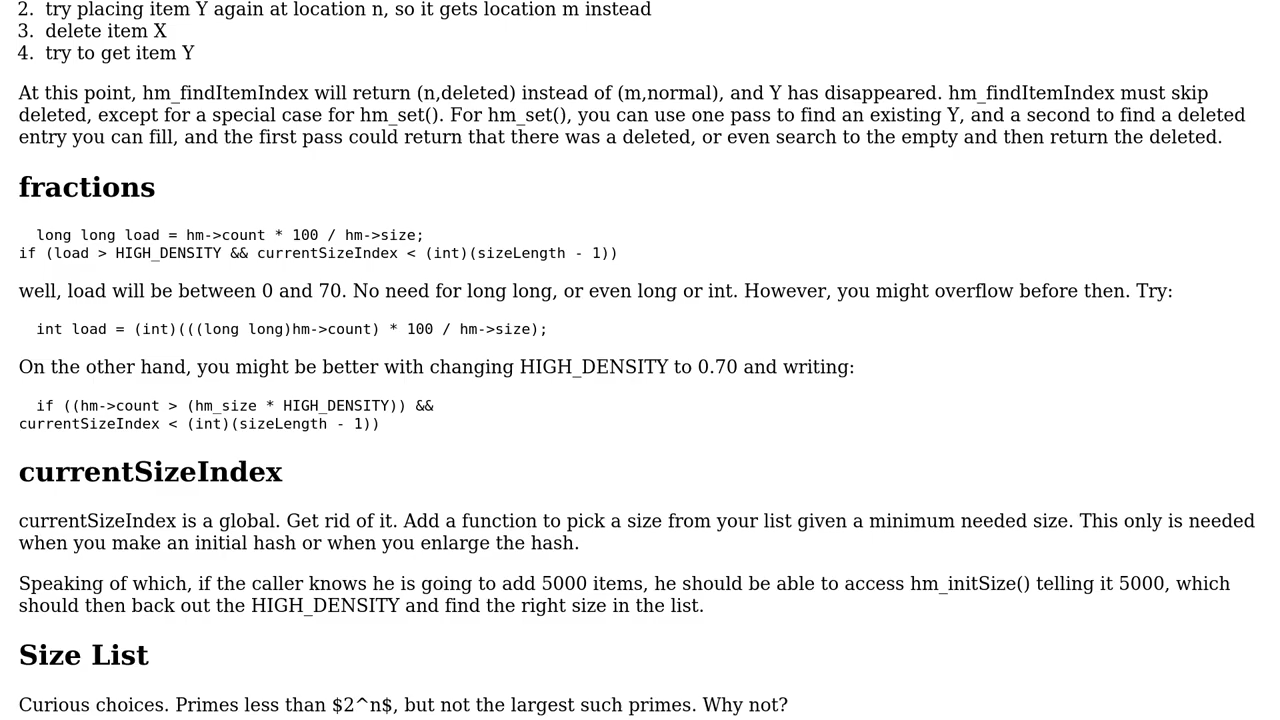 2. try placing item Y again at location n, so it gets location m instead
3. delete item X
4. try to get item Y
At this point, hm_findItemIndex will return (n,deleted) instead of (m,normal), and Y has disappeared. hm_findItemIndex must skip
deleted, except for a special case for hm_set(). For hm_set(), you can use one pass to find an existing Y, and a second to find a deleted
entry you can fill, and the first pass could return that there was a deleted, or even search to the empty and then return the deleted.
fractions
long long load = hm->count * 100 / hm->size;
if (load > HIGH_DENSITY && currentSizeIndex < (int)(sizeLength - 1))
well, load will be between 0 and 70. No need for long long, or even long or int. However, you might overflow before then. Try:
int load = (int)(((long long)hm->count) * 100 / hm->size);
On the other hand, you might be better with changing HIGH_DENSITY to 0.70 and writing:
if ((hm->count > (hm_size * HIGH_DENSITY)) &&
currentSizeIndex < (int)(sizeLength - 1))
currentSizeIndex
currentSizeIndex is a global. Get rid of it. Add a function to pick a size from your list given a minimum needed size. This only is needed
when you make an initial hash or when you enlarge the hash.
Speaking of which, if the caller knows he is going to add 5000 items, he should be able to access hm_initSize() telling it 5000, which
should then back out the HIGH_DENSITY and find the right size in the list.
Size List
Curious choices. Primes less than $2^n$, but not the largest such primes. Why not?